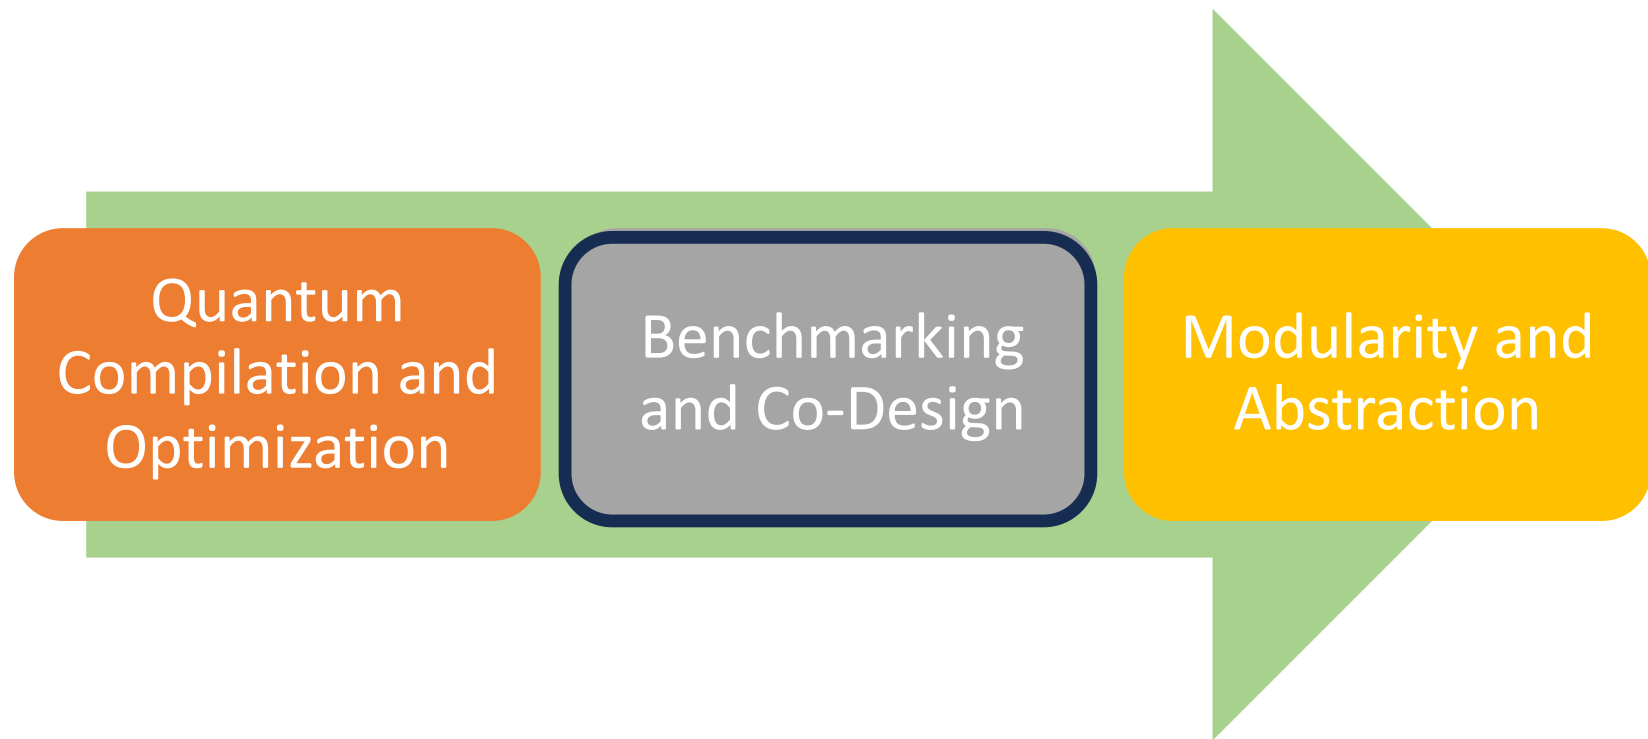 Quantum
Compilation and
Optimization
Benchmarking
and Co-Design
Modularity and
Abstraction